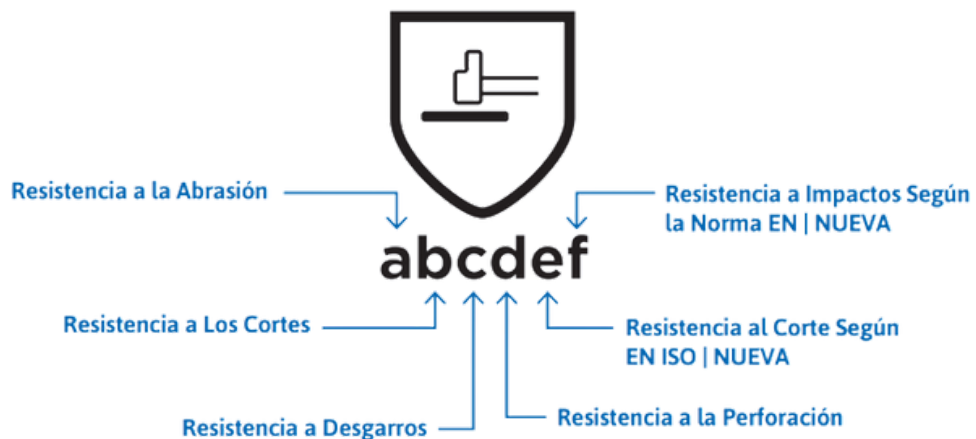 Resistencia a la Abrasión
Resistencia a Impactos Según
la Norma EN | NUEVA
abcdef
Resistencia a Los Cortes
Resistencia al Corte Según
EN ISO | NUEVA
Resistencia a Desgarros
Resistencia a la Perforación